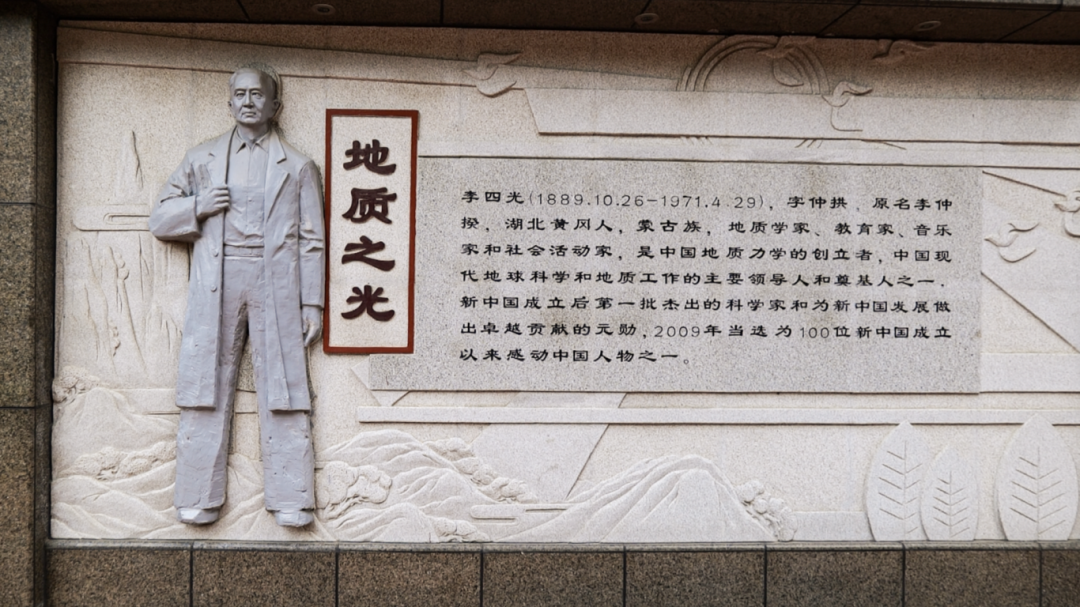 地质之光
李四光(1889.10.26-1971.4.29)，李仲拱、原名李仲
揆，湖北黄冈人，蒙古族，地质学家、教育家、音乐
家和社会活动家，是中国地质力学的创立者，中国现
代地球科学和地质工作的主要领导人和奠基人之一．
新中国成立后第一批杰出的科学家和为新中国发展做
出卓越贡献的元勋，2009年当选为100位新中国成立
以来感动中国人物之一。